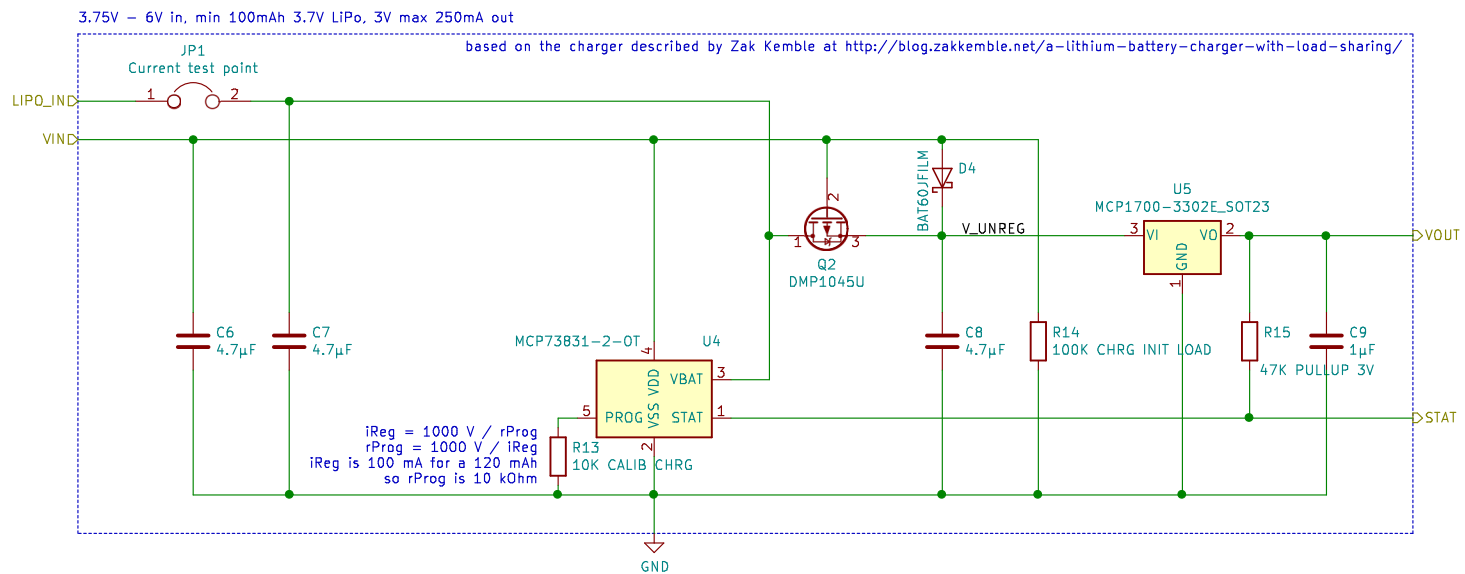 3.75V – 6V in, min 100mAh 3.7V LiPo, 3V max 250mA out
based on the charger described by Zak Kemble at http://blog.zakkemble.net/a-lithium-battery-charger-with-load-sharing/
JP1
Current test point
LIPO_IN
1
2
VIN
BAT60JFILM
D4
2
1
3
Q2
DMP1045U
V_UNREG
U5
MCP1700-3302E_SOT23
3
VI
VO
2
GND
1
VOUT
C6
4.7µF
C7
4.7µF
MCP73831-2-OT
U4
4
VDD
VBAT
3
5
PROG
VSS
STAT
1
2
C8
4.7µF
R14
100K CHRG INIT LOAD
R15
47K PULLUP 3V
C9
1µF
STAT
iReg = 1000 V / rProg
rProg = 1000 V / iReg
iReg is 100 mA for a 120 mAh
so rProg is 10 kOhm
R13
10K CALIB CHRG
GND